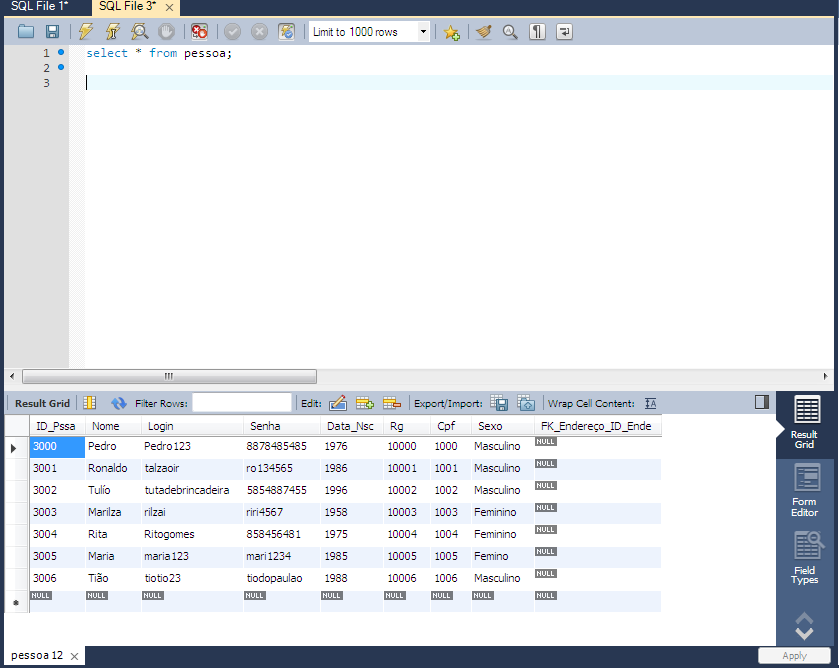 SQL File 1* SQL File 3*
Limit to 1000 rows
1 select * from pessoa;
2
3
Result Grid Filter Rows: Edit: Export/Import: Wrap Cell Content:
ID_Pssa Nome Login Senha Data_Nsc Rg Cpf Sexo FK_Endereço_ID_Ende
3000 Pedro Pedro123 8878485485 1976 10000 1000 Masculino NULL
3001 Ronaldo talzaoir ro134565 1986 10001 1001 Masculino NULL
3002 Tulío tutadebrincadeira 5854887455 1996 10002 1002 Masculino NULL
3003 Marilza rilzai riri4567 1958 10003 1003 Feminino NULL
3004 Rita Ritogomes 858456481 1975 10004 1004 Feminino NULL
3005 Maria maria123 mari1234 1985 10005 1005 Femino NULL
3006 Tião tiotio23 tiodopaulao 1988 10006 1006 Masculino NULL
NULL NULL NULL NULL NULL NULL NULL NULL NULL
Result
Grid
Form
Editor
Field
Types
pessoa 12
Apply